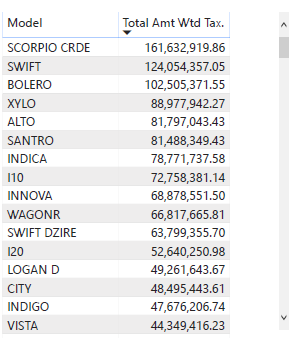 Model Total Amt Wtd Tax.
SCORPIO CRDE 161,632,919.86
SWIFT 124,054,357.05
BOLERO 102,505,371.55
XYLO 88,977,942.27
ALTO 81,797,043.43
SANTRO 81,488,349.43
INDICA 78,771,737.58
I10 72,758,381.14
INNOVA 68,878,551.50
WAGONR 66,817,665.81
SWIFT DZIRE 63,799,355.70
I20 52,640,250.98
LOGAN D 49,261,643.67
CITY 48,495,443.61
INDIGO 47,676,206.74
VISTA 44,349,416.23